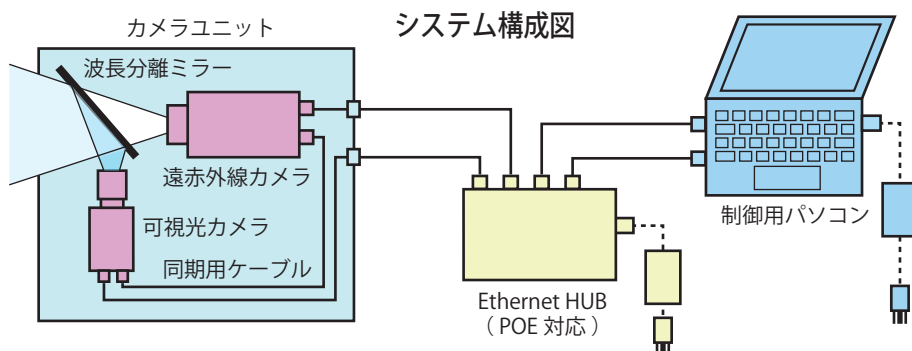 システム構成図
カメラユニット
波長分離ミラー
遠赤外線カメラ
可視光カメラ
同期用ケーブル
Ethernet HUB
（ POE 対応 ）
制御用パソコン